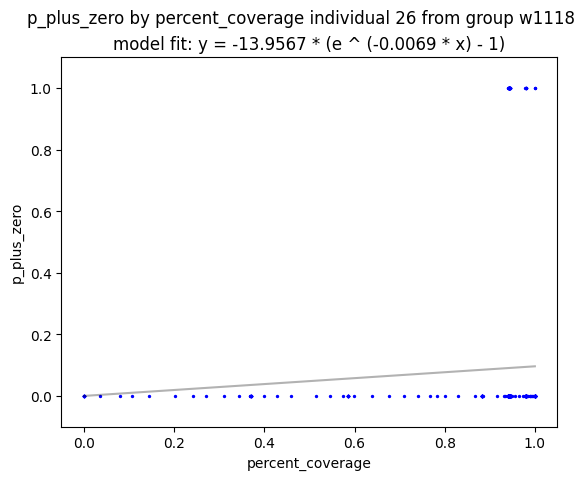 p_plus_zero by percent_coverage individual 26 from group w1118
model fit: y = -13.9567 * (e ^ (-0.0069 * x) - 1)
1.0
0.8
0.6
0.4
0.2
0.0
p_plus_zero
0.0 0.2 0.4 0.6 0.8 1.0
percent_coverage